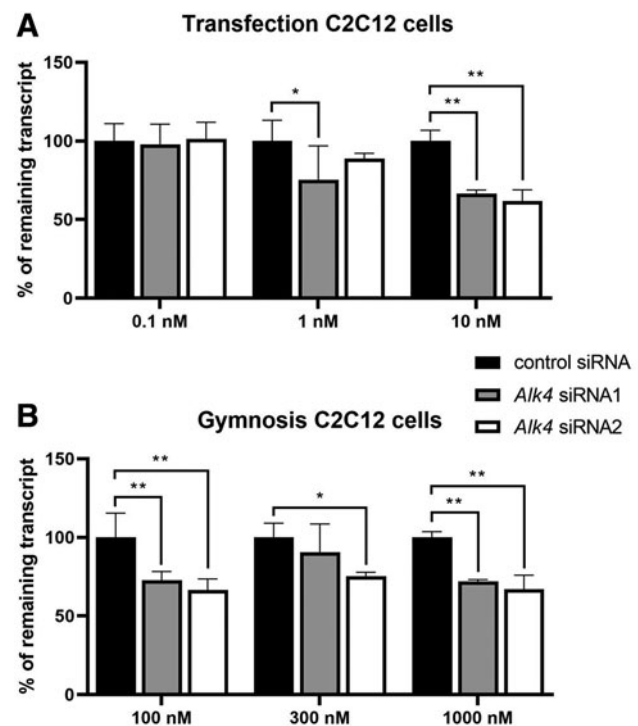 A
Transfection C2C12 cells
% of remaining transcript
150
100
50
0
*
**
**
0.1 nM
1 nM
10 nM
control siRNA
Alk4 siRNA1
Alk4 siRNA2
B
Gymnosis C2C12 cells
% of remaining transcript
150
100
50
0
**
**
*
**
**
100 nM
300 nM
1000 nM